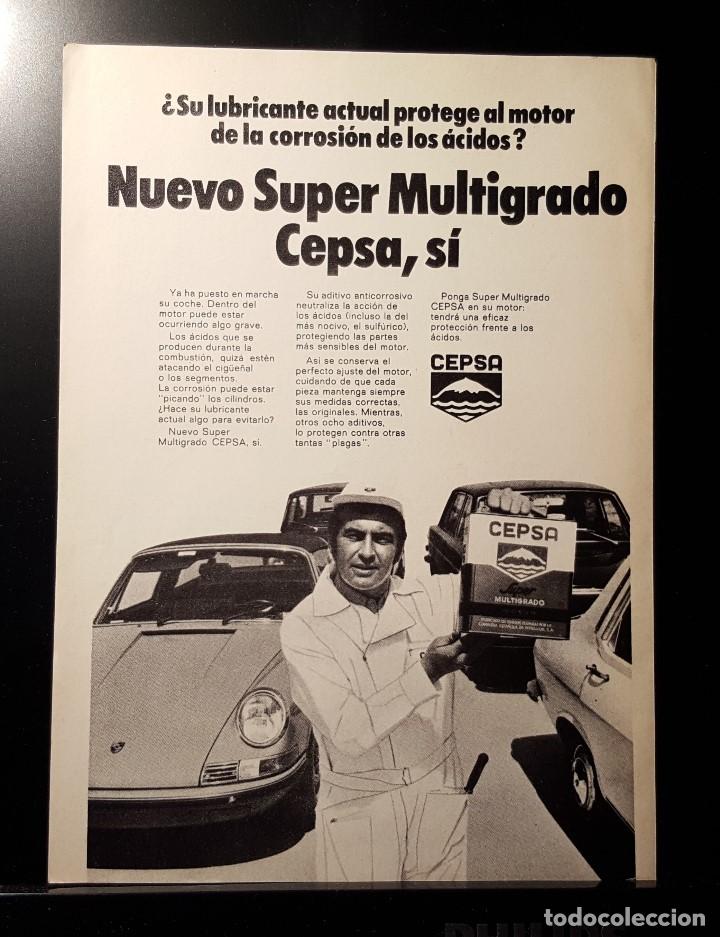 ¿Su lubricante actual protege al motor
de la corrosión de los ácidos?
Nuevo Super Multigrado
Cepsa, sí
Ya ha puesto en marcha
su coche. Dentro del
motor puede estar
ocurriendo algo grave.
Los ácidos que se
producen durante la
combustión, quizá estén
atacando el cigüeñal
o los segmentos.
La corrosión puede estar
"picando" los cilindros.
¿Hace su lubricante
actual algo para evitarlo?
Nuevo Super
Multigrado CEPSA, sí.
Su aditivo anticorrosivo
neutraliza la acción de
los ácidos (incluso la del
más nocivo, el sulfúrico),
protegiendo las partes
más sensibles del motor.
Así se conserva el
perfecto ajuste del motor,
cuidando de que cada
pieza mantenga siempre
sus medidas correctas,
las originales. Mientras,
otros ocho aditivos,
lo protegen contra otras
tantas "plagas".
Ponga Super Multigrado
CEPSA en su motor:
tendrá una eficaz
protección frente a los
ácidos.
CEPSA
CEPSA
Super
MULTIGRADO
COMPAÑIA ESPAÑOLA DE PETROLEOS, S.A.
todocoleccion